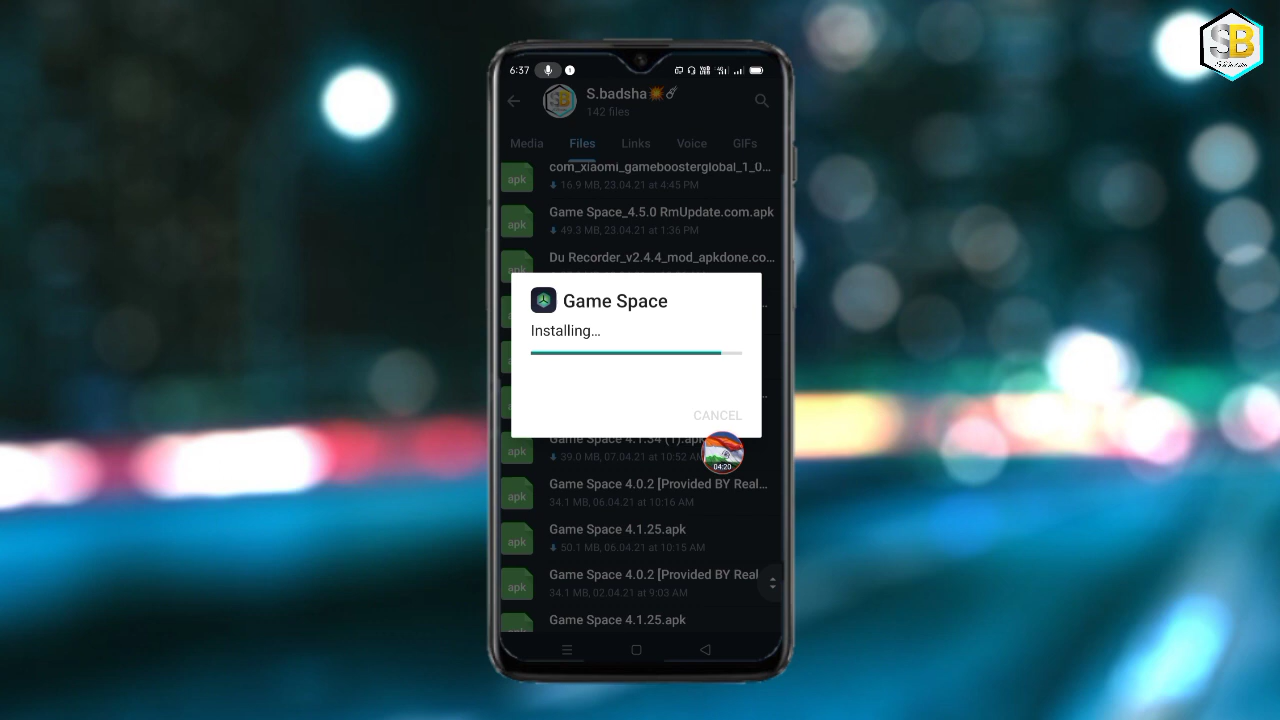 SB
6:37
S.badsha
142 files
Media Files Links Voice GIFs
com_xiaomi_gameboosterglobal_1_0...
apk
16.9 MB, 23.04.21 at 4:45 PM
Game Space_4.5.0 RmUpdate.com.apk
apk
49.3 MB, 23.04.21 at 1:36 PM
Du Recorder_v2.4.4_mod_apkdone.co...
apk
Game Space
Installing...
CANCEL
Game Space 4.1.34 (1).apk
apk
39.0 MB, 07.04.21 at 10:52 AM
04:20
Game Space 4.0.2 [Provided BY Real...
apk
34.1 MB, 06.04.21 at 10:16 AM
Game Space 4.1.25.apk
apk
50.1 MB, 06.04.21 at 10:15 AM
Game Space 4.0.2 [Provided BY Real
apk
34.1 MB, 02.04.21 at 9:03 AM
Game Space 4.1.25.apk
apk